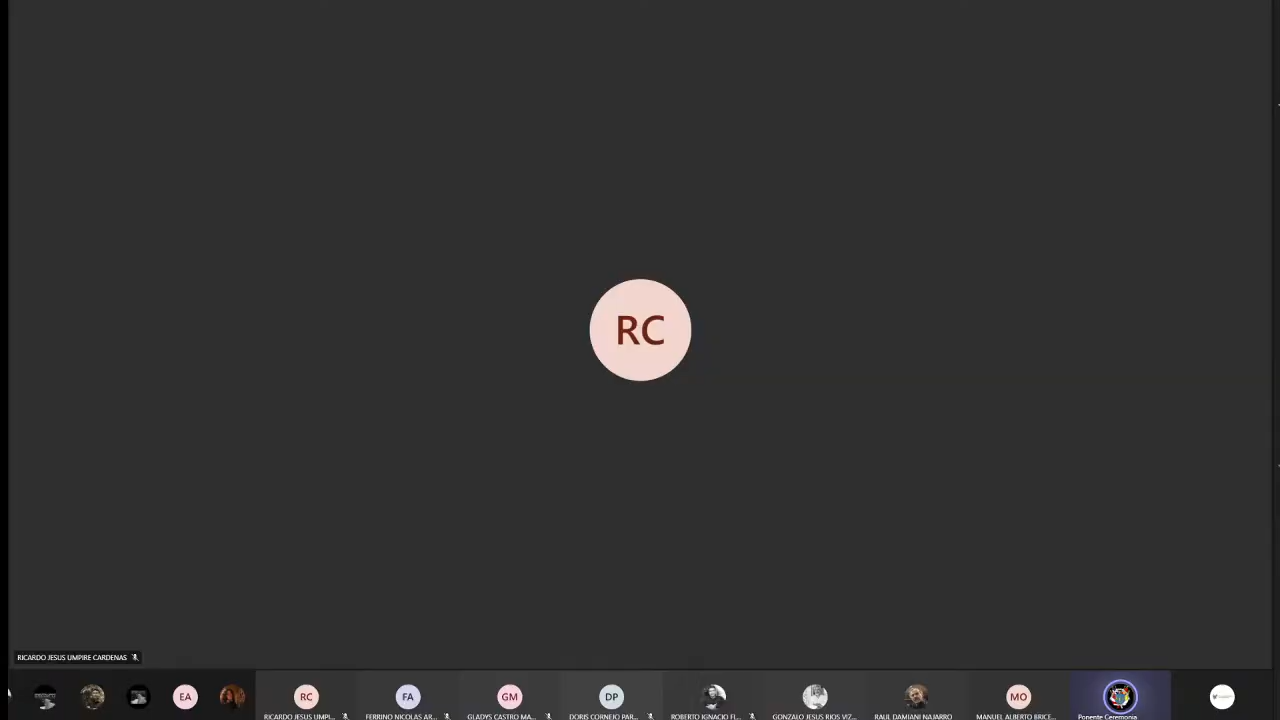 RC
RICARDO JESUS UMPIRE CARDENAS
EA
RC
FA
GM
DP
MO
RICARDO JESUS UMPI...
FERRINO NICOLAS AR...
GLADYS CASTRO MA...
DORIS CORNEJO PAR...
ROBERTO IGNACIO FL...
GONZALO JESUS RIOS VIZ...
RAUL DAMIANI NAJARRO
MANUEL ALBERTO BRICE...
Ponente Ceremonia